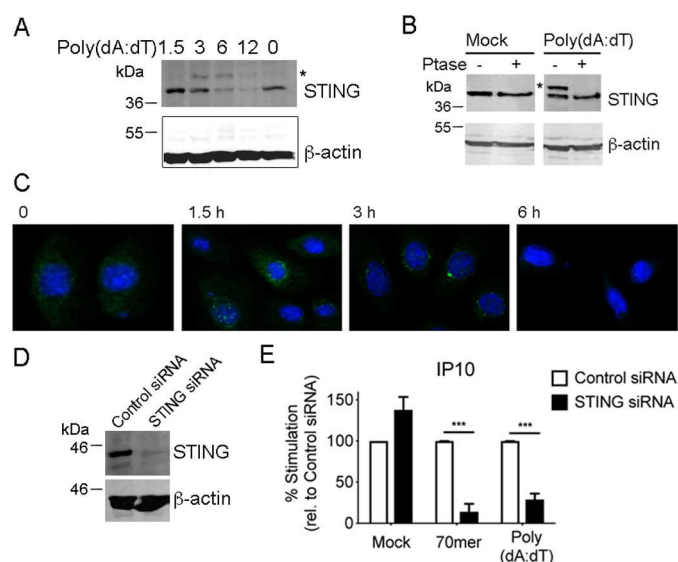 A
Poly(dA:dT) 1.5 3 6 12 0
kDa
*
STING
36
55
β-actin
B
Mock Poly(dA:dT)
Ptase - + - +
kDa
*
36
STING
55
β-actin
C
0 1.5 h 3 h 6 h
D
Control siRNA
STING siRNA
kDa
46
STING
46
β-actin
E
IP10
Control siRNA
STING siRNA
% Stimulation
(rel. to Control siRNA)
150
100
50
0
***
***
Mock 70mer Poly
(dA:dT)